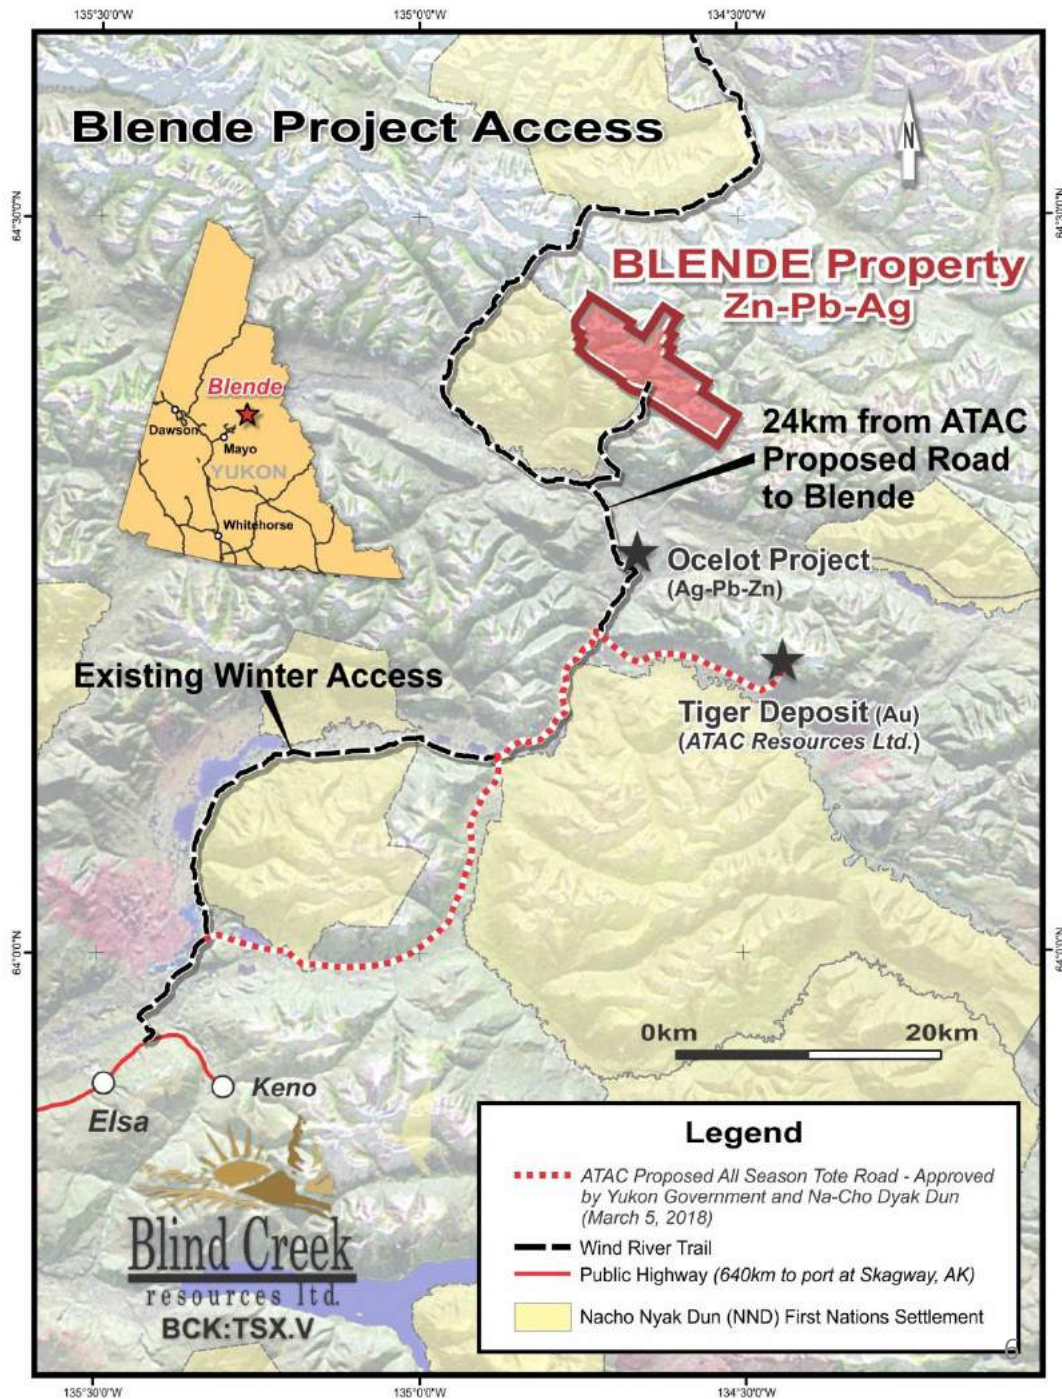 135°30'0"W
135°0'0"W
134°30'0"W
Blende Project Access
N
64°30'0"N
64°30'0"N
BLENDE Property
Zn-Pb-Ag
Blende
Dawson
Mayo
YUKON
Whitehorse
24km from ATAC
Proposed Road
to Blende
Ocelot Project
(Ag-Pb-Zn)
Existing Winter Access
Tiger Deposit (Au)
(ATAC Resources Ltd.)
64°0'0"N
64°0'0"N
0km
20km
Keno
Elsa
Blind Creek
resources ltd.
BCK:TSX.V
Legend
ATAC Proposed All Season Tote Road - Approved
by Yukon Government and Na-Cho Dyak Dun
(March 5, 2018)
Wind River Trail
Public Highway (640km to port at Skagway, AK)
Nacho Nyak Dun (NND) First Nations Settlement
6
135°30'0"W
135°0'0"W
134°30'0"W